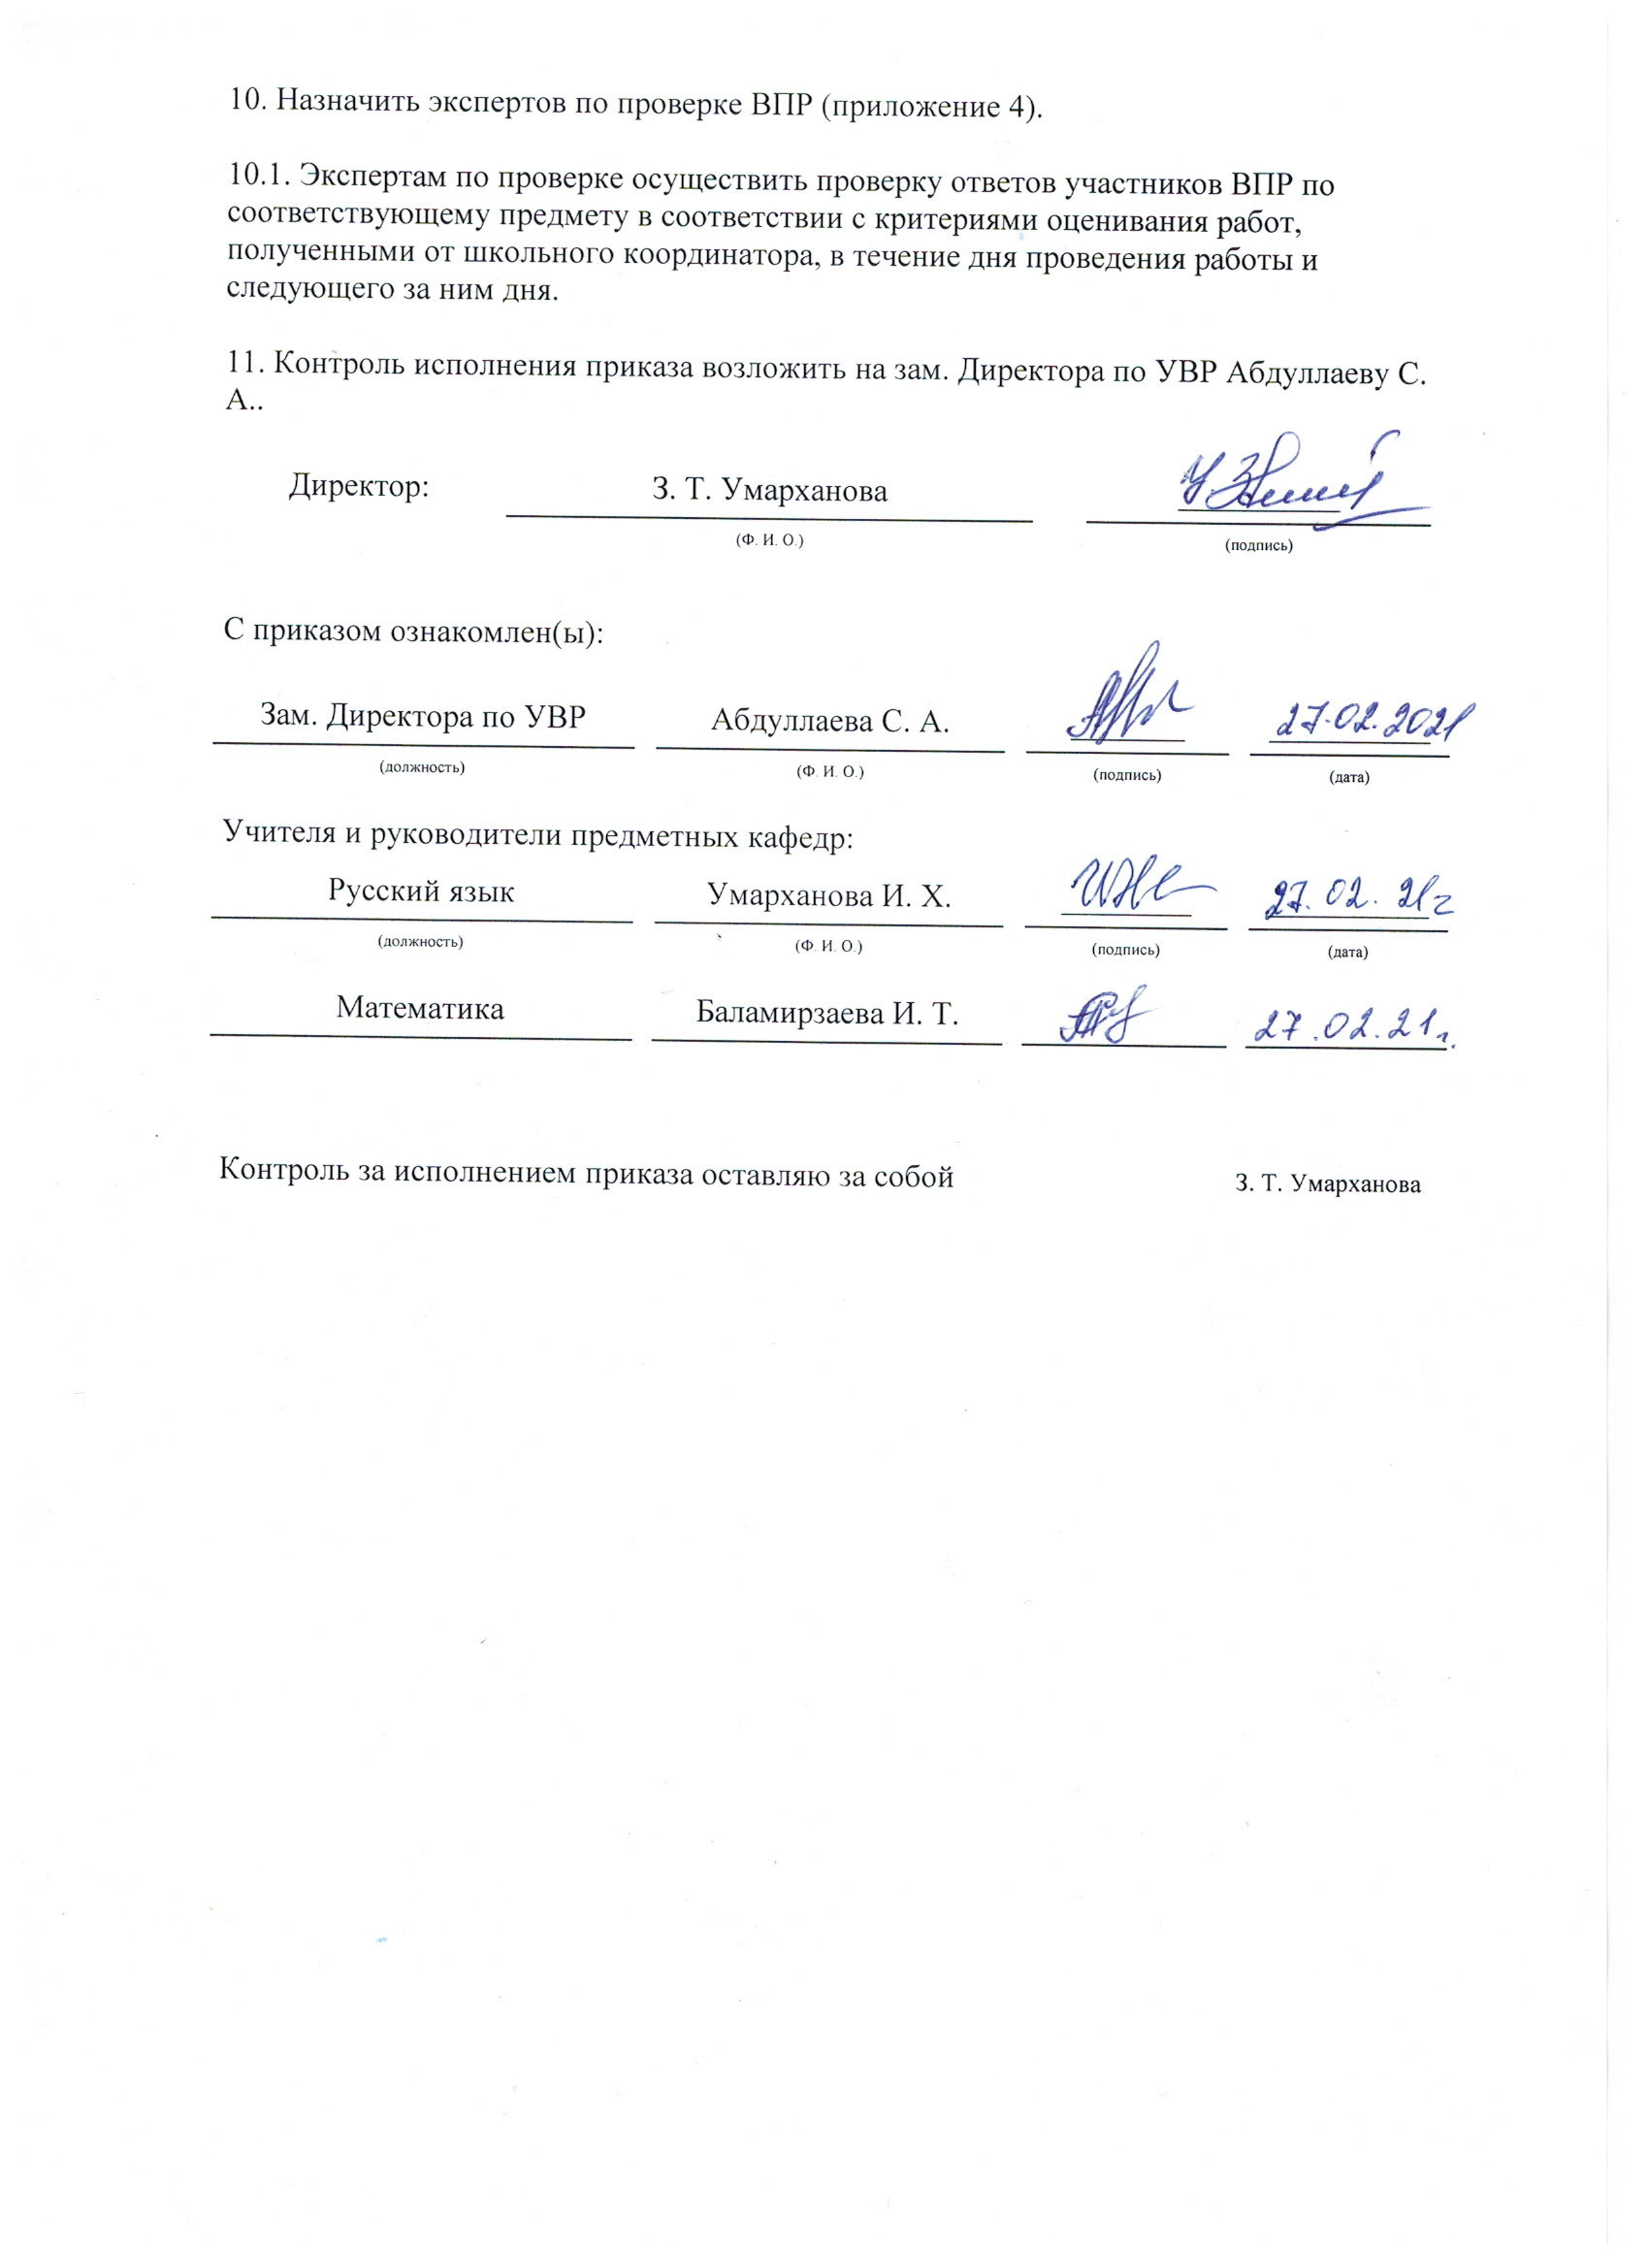 10. Назначить экспертов по проверке ВПР (приложение 4).
10.1. Экспертам по проверке осуществить проверку ответов участников ВПР по
соответствующему предмету в соответствии с критериями оценивания работ,
полученными от школьного координатора, в течение дня проведения работы и
следующего за ним дня.
11. Контроль исполнения приказа возложить на зам. Директора по УВР Абдуллаеву С.
А..
Директор: З. Т. Умарханова
(Ф. И. О.) (подпись)
С приказом ознакомлен(ы):
Зам. Директора по УВР Абдуллаева С. А. 27.02.2021
(должность) (Ф. И. О.) (подпись) (дата)
Учителя и руководители предметных кафедр:
Русский язык Умарханова И. Х. 27.02.21г
(должность) (Ф. И. О.) (подпись) (дата)
Математика Баламирзаева И. Т. 27.02.21г.
Контроль за исполнением приказа оставляю за собой З. Т. Умарханова